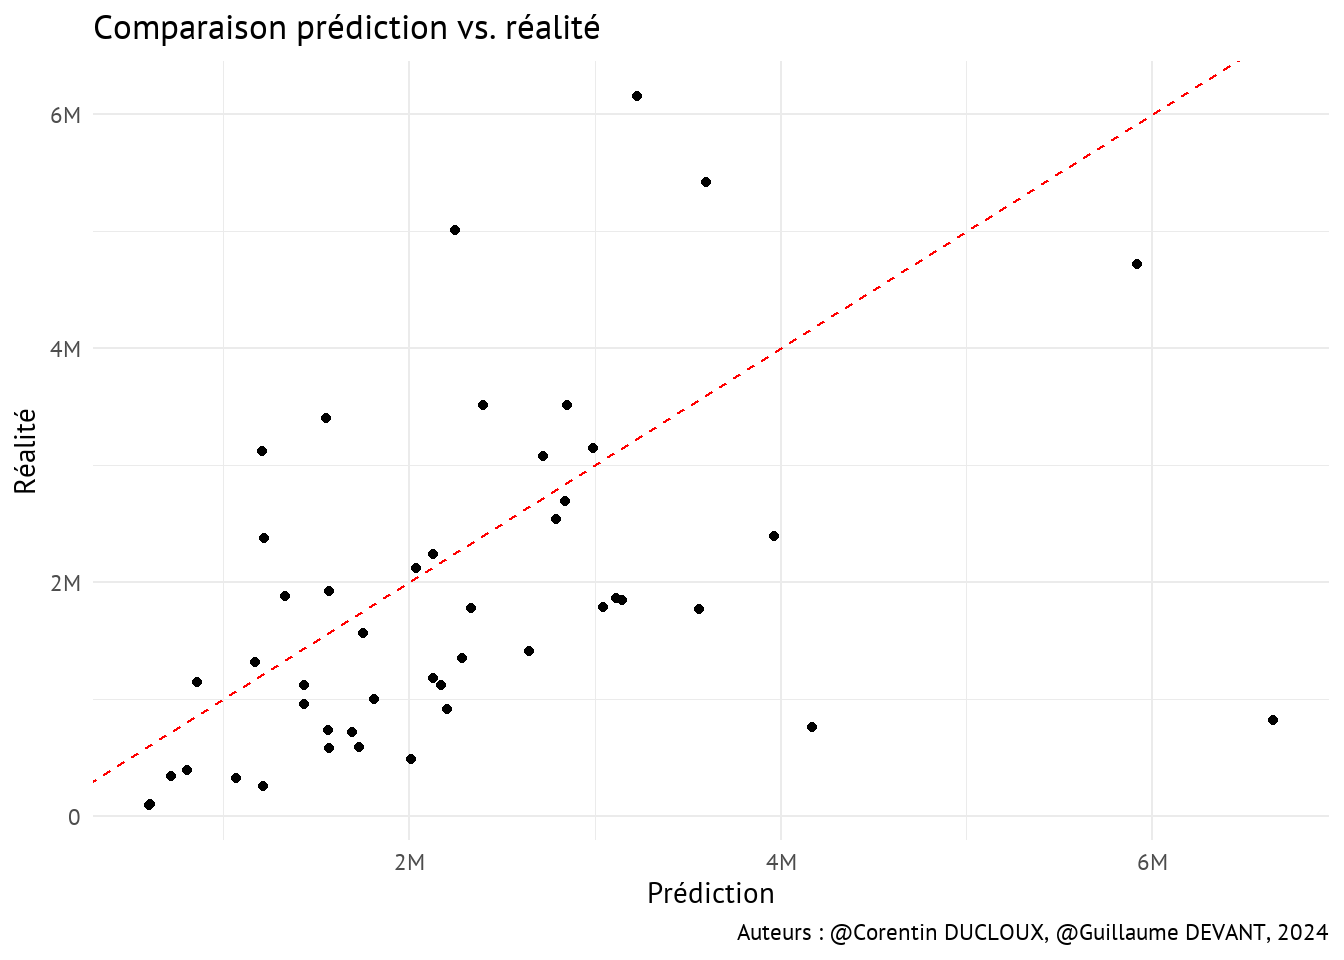 Comparaison prédiction vs. réalité
6M
4M
Réalité
2M
0
2M 4M 6M
Prédiction
Auteurs : @Corentin DUCLOUX, @Guillaume DEVANT, 2024